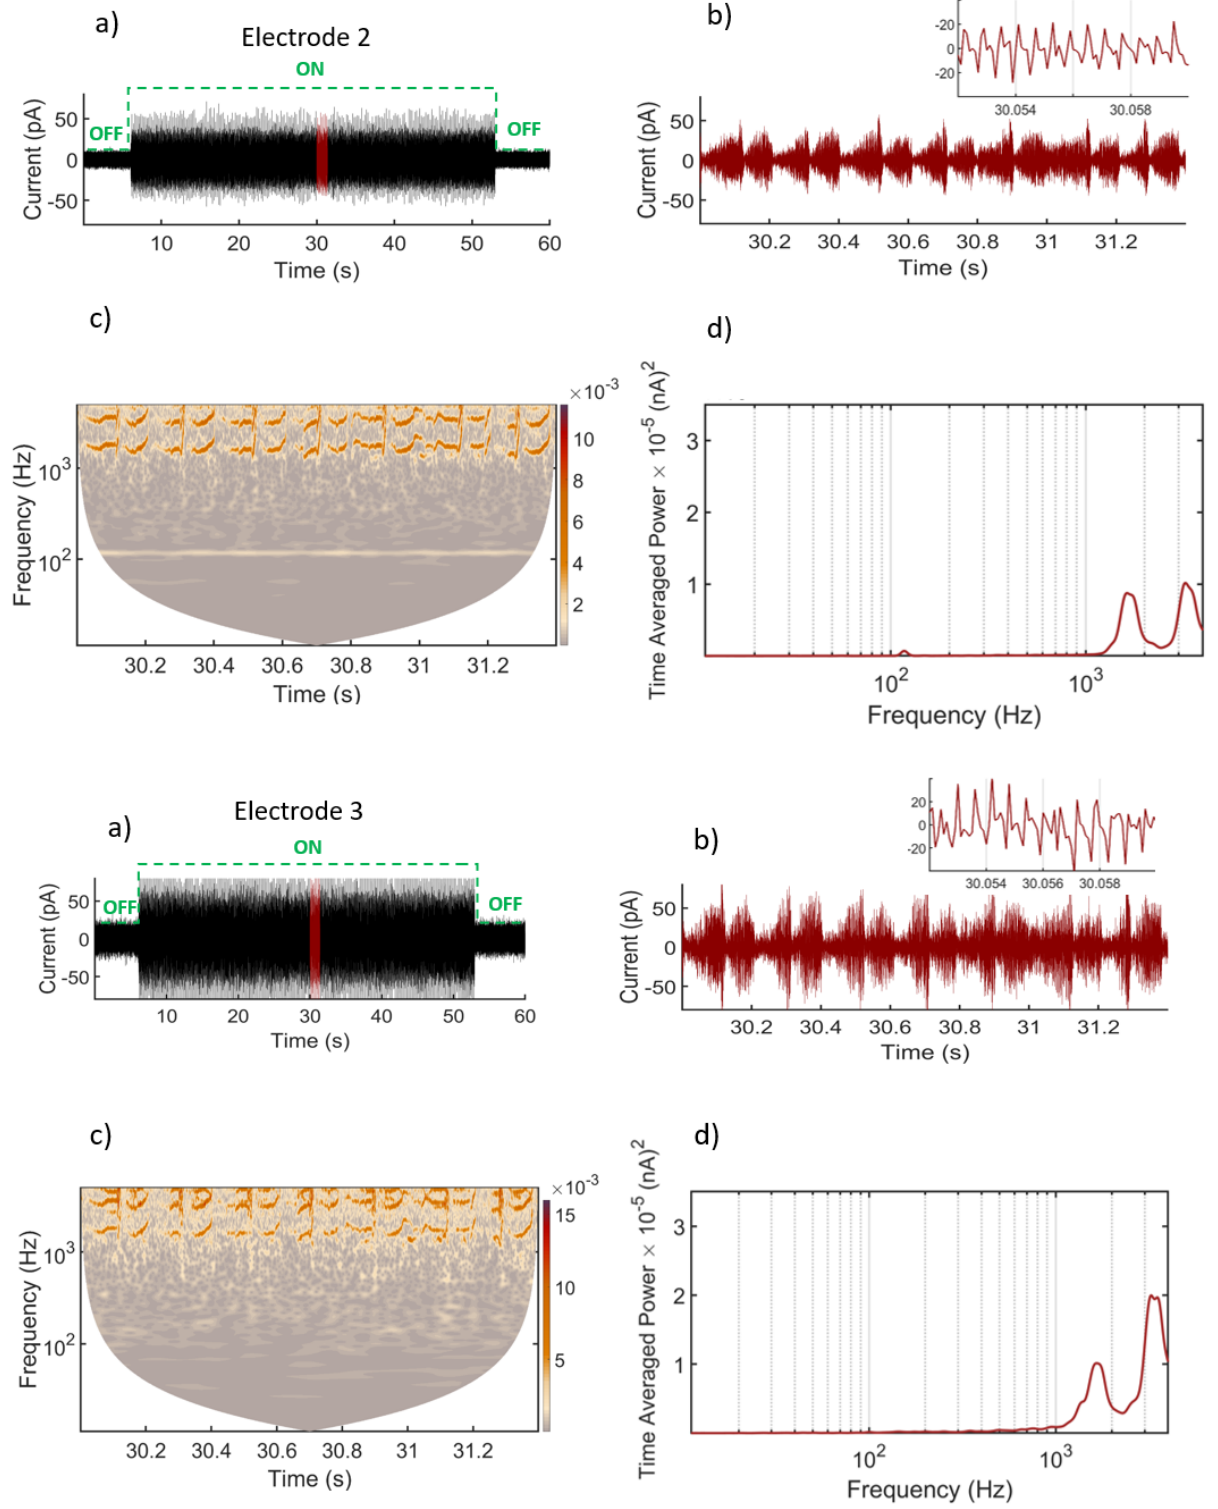 a)
Electrode 2
ON
OFF
OFF
50
0
-50
Current (pA)
10 20 30 40 50 60
Time (s)
b)
-20
0
-20
30.054 30.058
50
0
-50
Current (pA)
30.2 30.4 30.6 30.8 31 31.2
Time (s)
c)
×10⁻³
10
8
6
4
2
10³
10²
Frequency (Hz)
30.2 30.4 30.6 30.8 31 31.2
Time (s)
d)
Time Averaged Power × 10⁻⁵ (nA)²
3
2
1
10² 10³
Frequency (Hz)
Electrode 3
a)
ON
OFF
OFF
50
0
-50
Current (pA)
10 20 30 40 50 60
Time (s)
b)
20
0
-20
30.054 30.056 30.058
50
0
-50
Current (pA)
30.2 30.4 30.6 30.8 31 31.2
Time (s)
c)
×10⁻³
15
10
5
10³
10²
Frequency (Hz)
30.2 30.4 30.6 30.8 31 31.2
Time (s)
d)
Time Averaged Power × 10⁻⁵ (nA)²
3
2
1
10² 10³
Frequency (Hz)